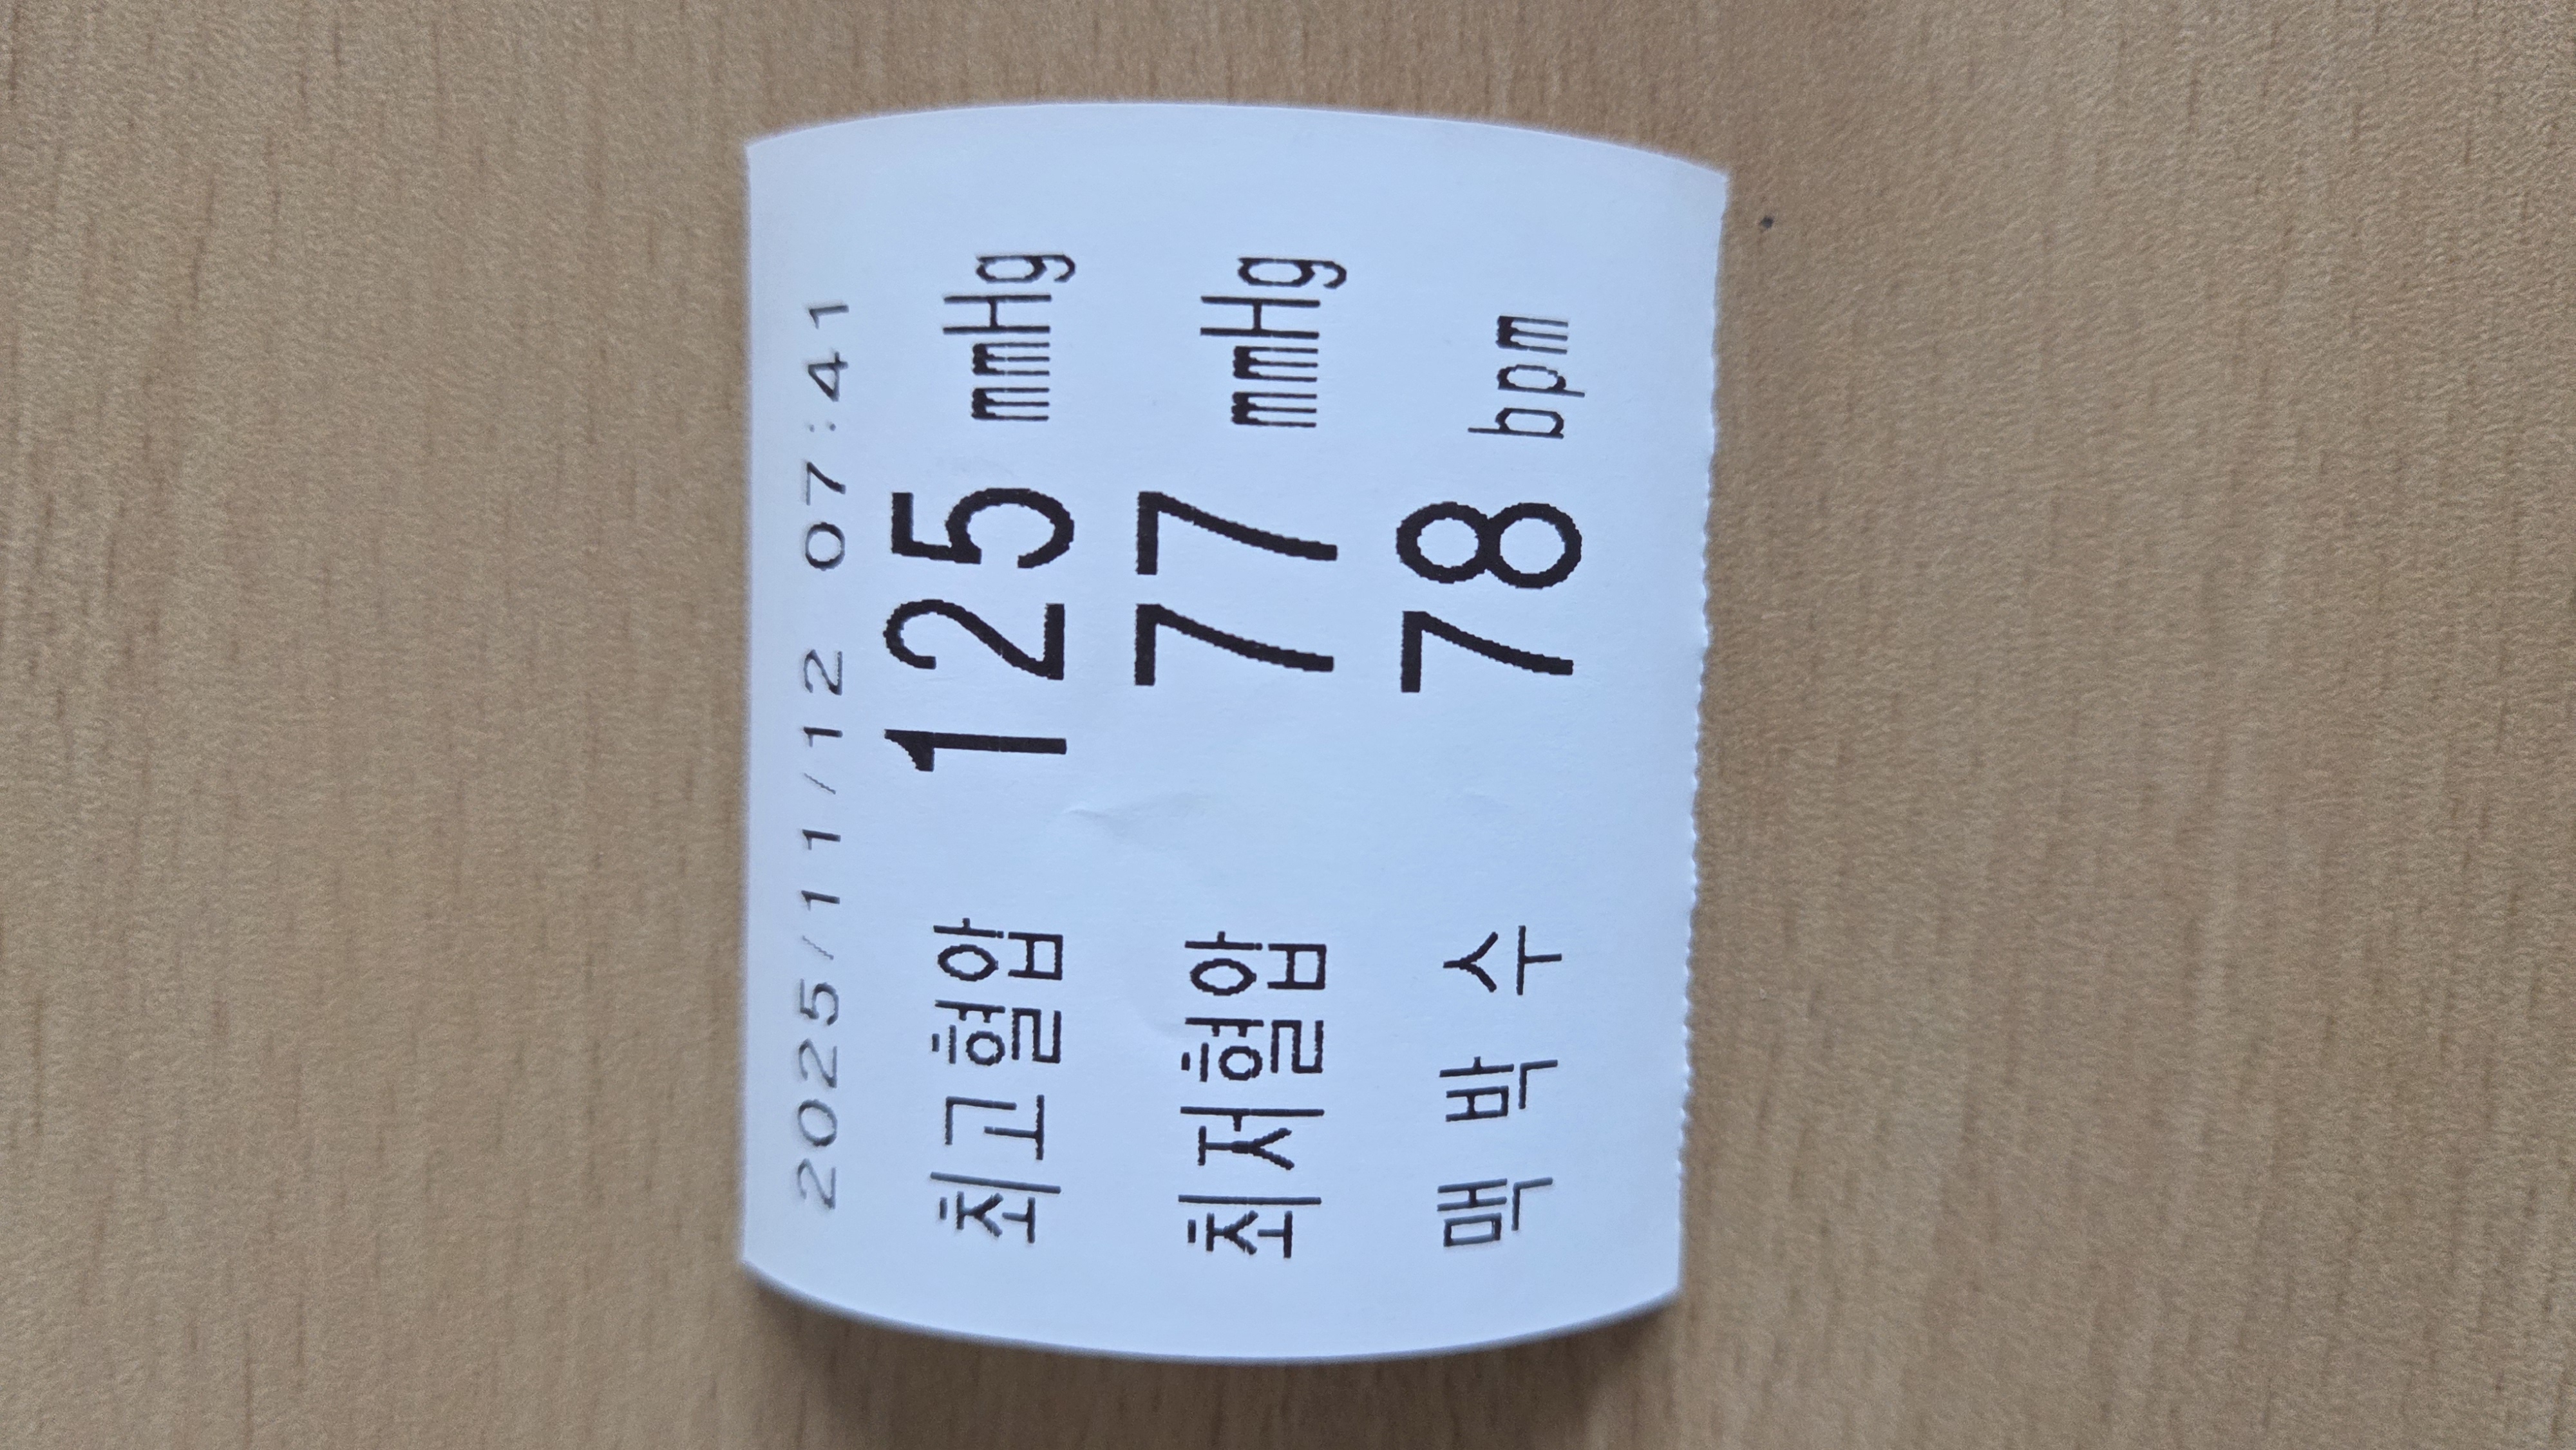 2025/11/12 07:41
최고혈압 125 mmHg
최저혈압 77 mmHg
맥 박 수 78 bpm